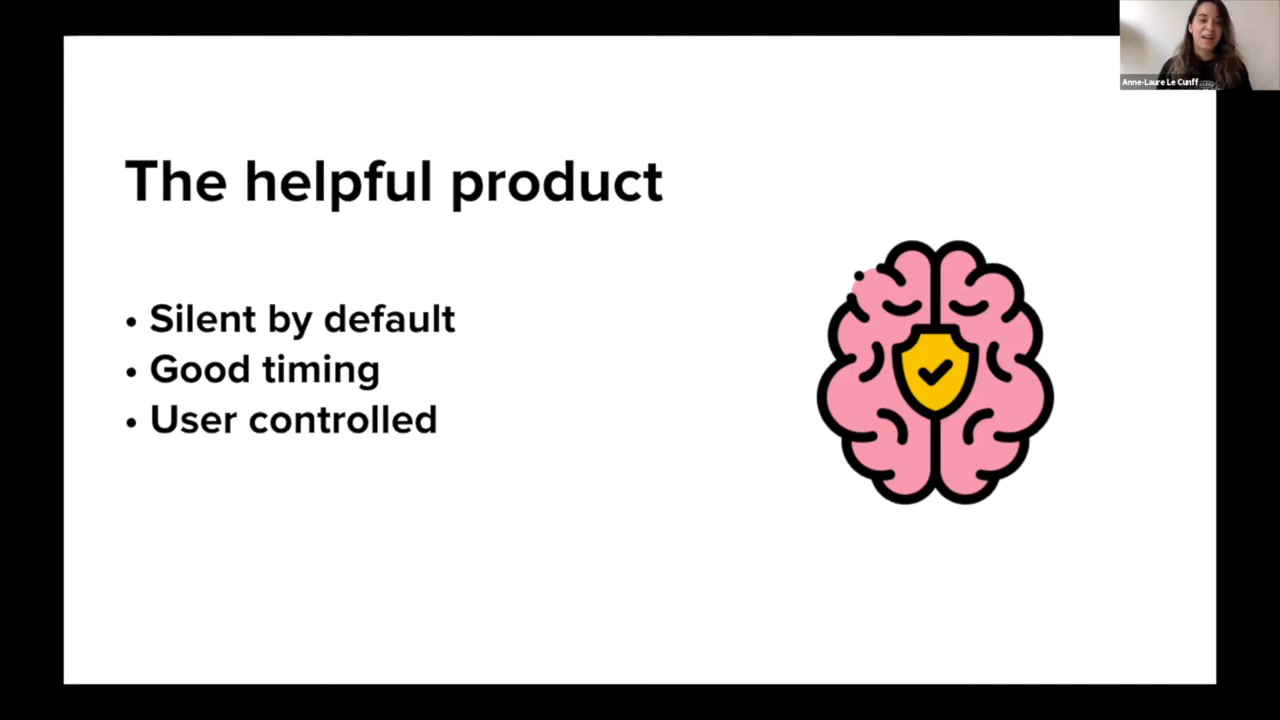 The helpful product
• Silent by default
• Good timing
• User controlled
Anne-Laure Le Cunff